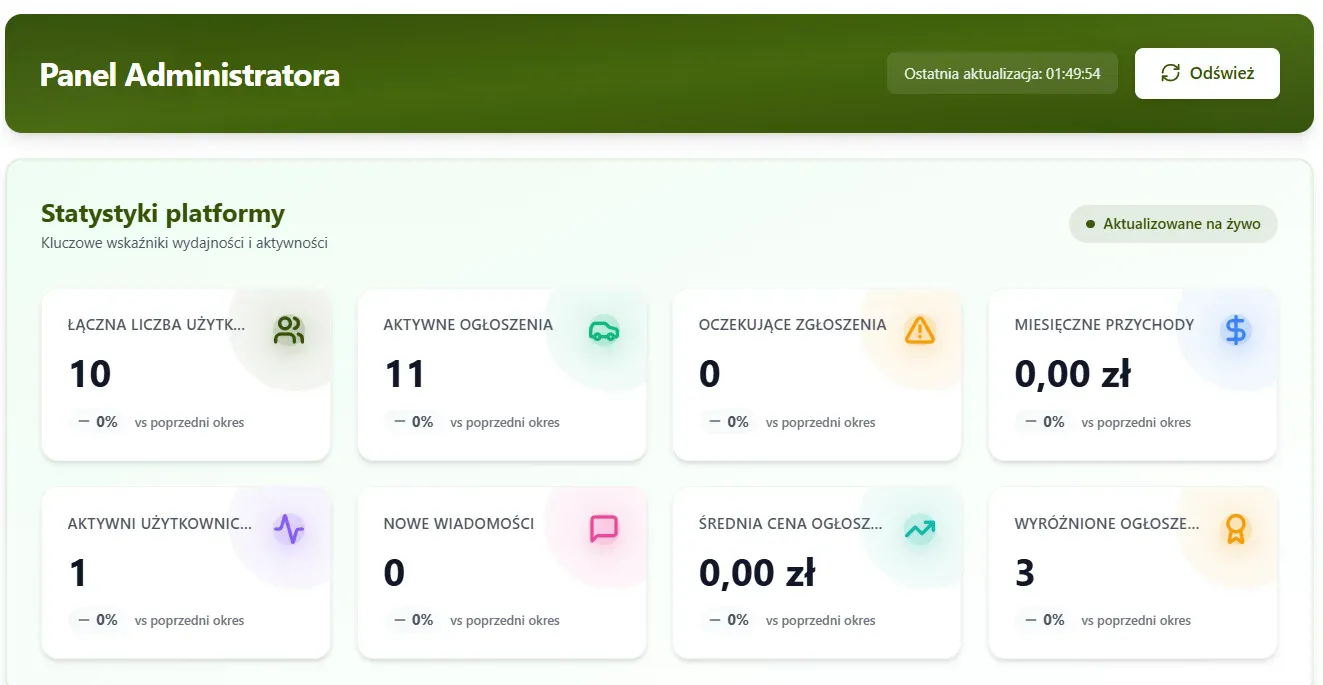 Panel Administratora
Ostatnia aktualizacja: 01:49:54
Odśwież
Statystyki platformy
Kluczowe wskaźniki wydajności i aktywności
Aktualizowane na żywo
ŁĄCZNA LICZBA UŻYTK...
10
— 0% vs poprzedni okres
AKTYWNE OGŁOSZENIA
11
— 0% vs poprzedni okres
OCZEKUJĄCE ZGŁOSZENIA
0
— 0% vs poprzedni okres
MIESIĘCZNE PRZYCHODY
0,00 zł
— 0% vs poprzedni okres
AKTYWNI UŻYTKOWNIC...
1
— 0% vs poprzedni okres
NOWE WIADOMOŚCI
0
— 0% vs poprzedni okres
ŚREDNIA CENA OGŁOSZ...
0,00 zł
— 0% vs poprzedni okres
WYRÓŻNIONE OGŁOSZE...
3
— 0% vs poprzedni okres